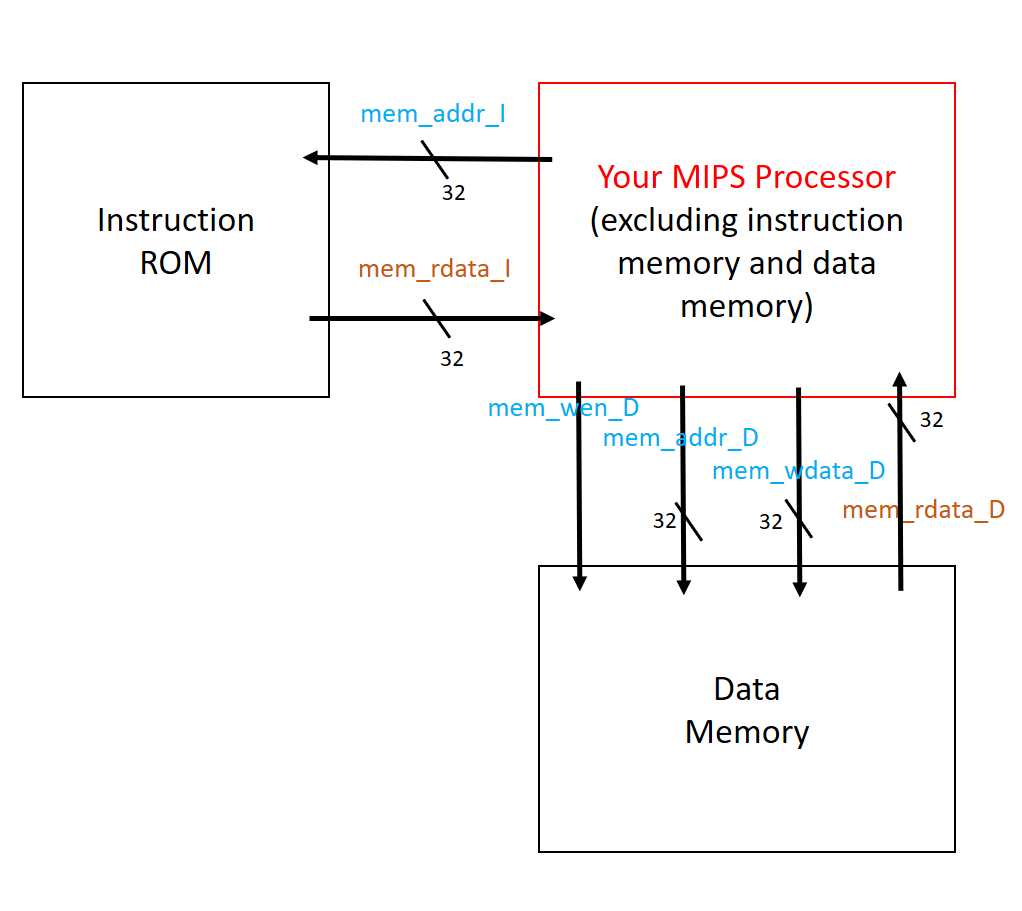 mem_addr_I
32
Instruction
ROM
mem_rdata_I
32
Your MIPS Processor
(excluding instruction
memory and data
memory)
mem_wen_D
mem_addr_D
32
mem_wdata_D
32
32
mem_rdata_D
Data
Memory